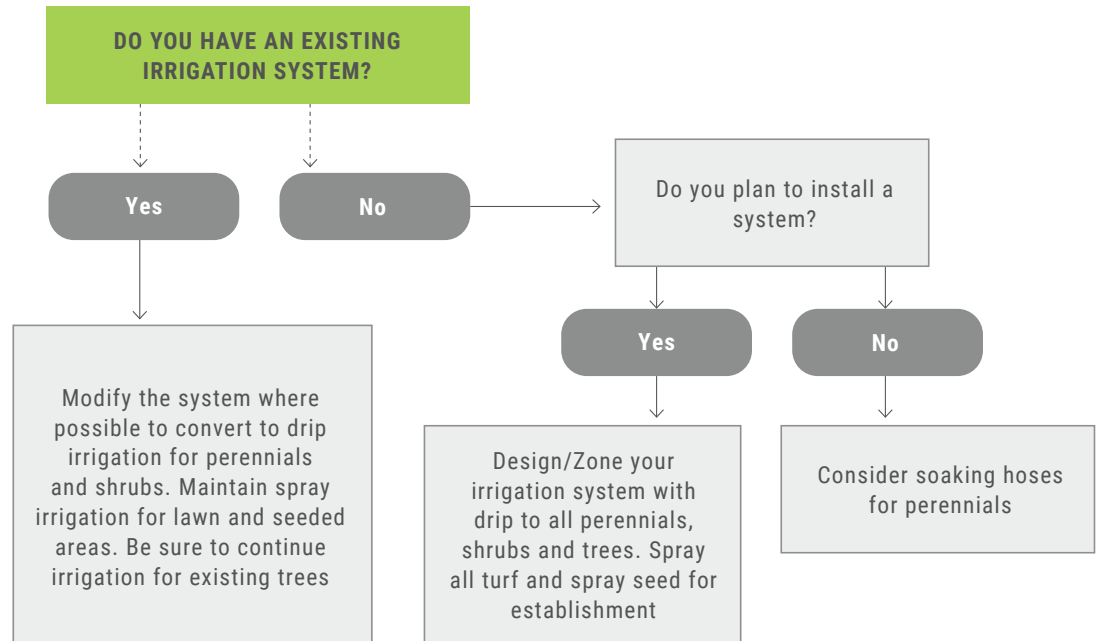 DO YOU HAVE AN EXISTING
IRRIGATION SYSTEM?
Yes
No
Do you plan to install a
system?
Yes
No
Modify the system where
possible to convert to drip
irrigation for perennials
and shrubs. Maintain spray
irrigation for lawn and seeded
areas. Be sure to continue
irrigation for existing trees
Design/Zone your
irrigation system with
drip to all perennials,
shrubs and trees. Spray
all turf and spray seed for
establishment
Consider soaking hoses
for perennials